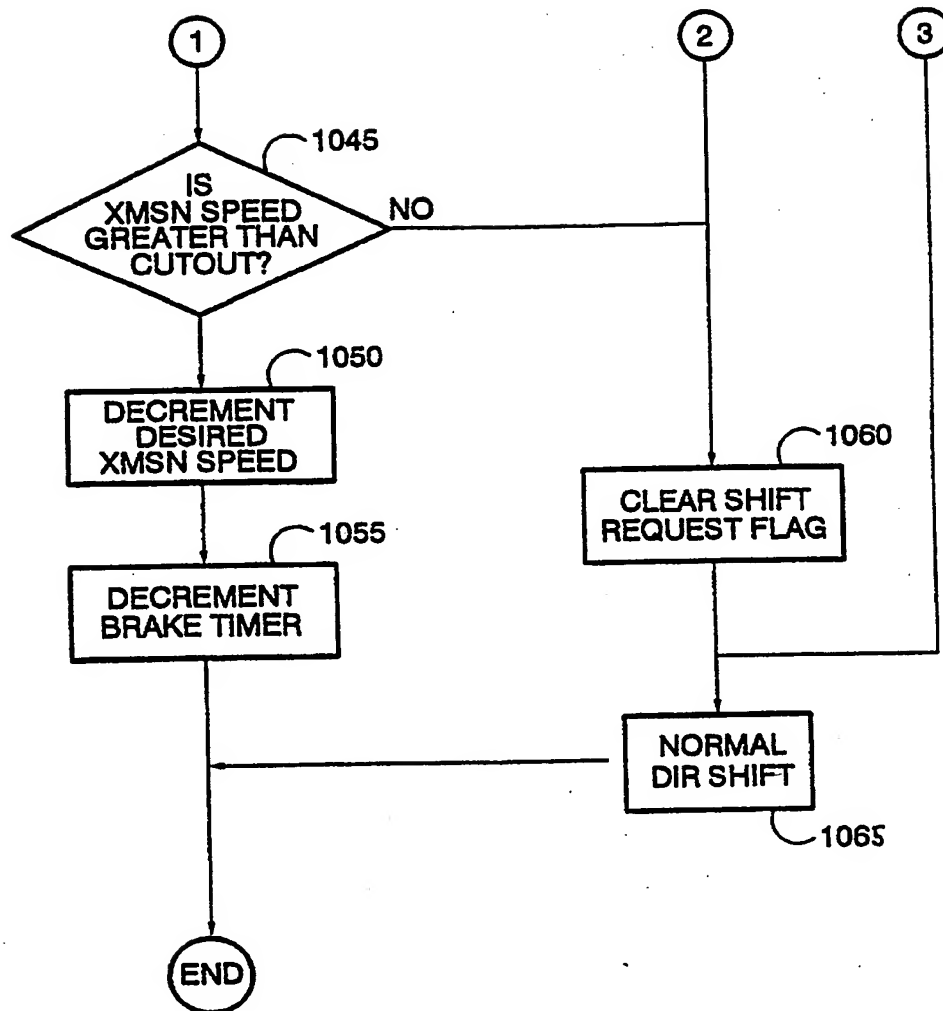 1
2
3
1045
IS
XMSN SPEED
GREATER THAN
CUTOUT?
NO
1050
DECREMENT
DESIRED
XMSN SPEED
1060
CLEAR SHIFT
REQUEST FLAG
1055
DECREMENT
BRAKE TIMER
NORMAL
DIR SHIFT
1065
END